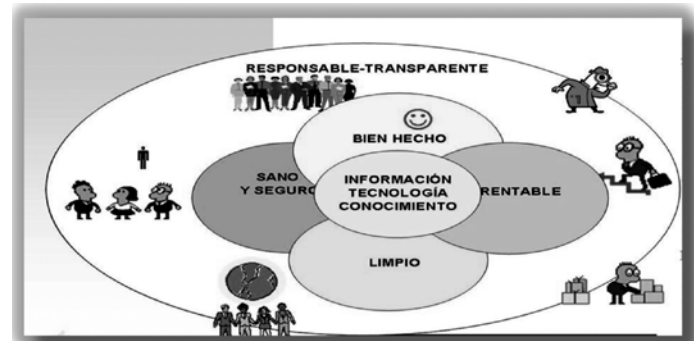 RESPONSABLE-TRANSPARENTE
BIEN HECHO
SANO
Y SEGURO
INFORMACIÓN
TECNOLOGÍA
CONOCIMIENTO
RENTABLE
LIMPIO